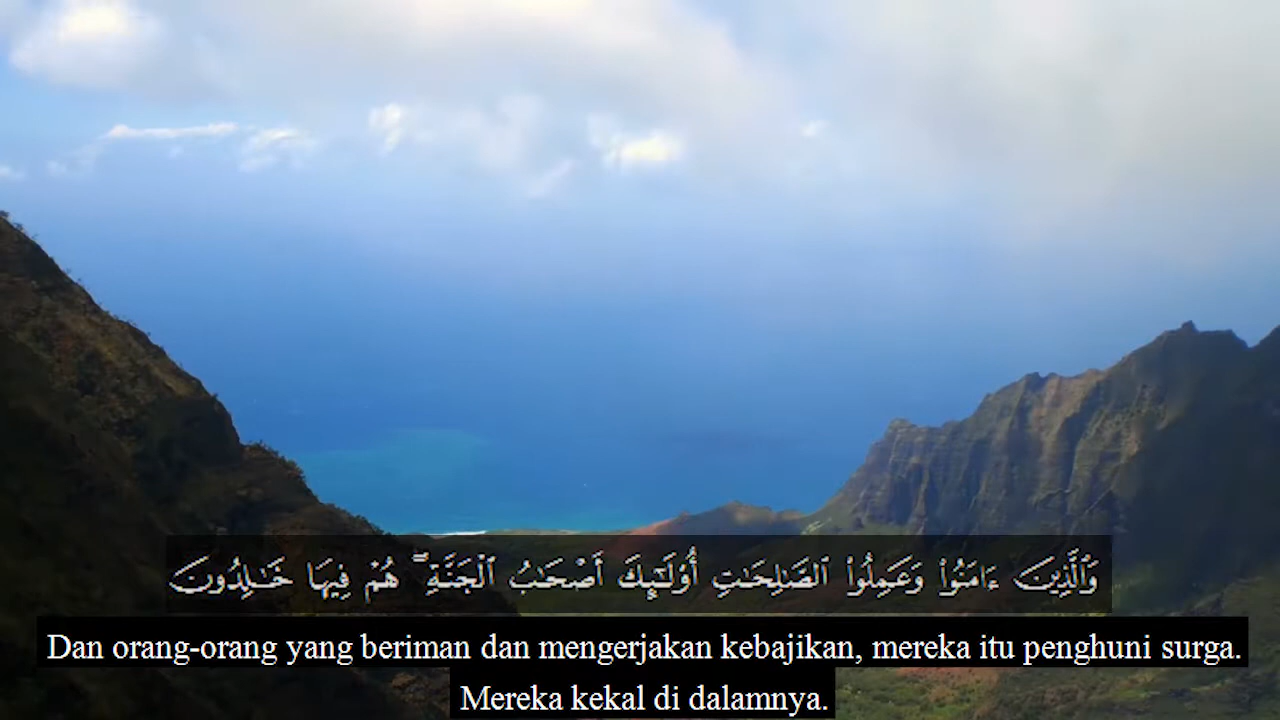 وَٱلَّذِينَ ءَامَنُوا۟ وَعَمِلُوا۟ ٱلصَّـٰلِحَـٰتِ أُو۟لَـٰٓئِكَ أَصْحَـٰبُ ٱلْجَنَّةِ ۖ هُمْ فِيهَا خَـٰلِدُونَ
Dan orang-orang yang beriman dan mengerjakan kebajikan, mereka itu penghuni surga.
Mereka kekal di dalamnya.